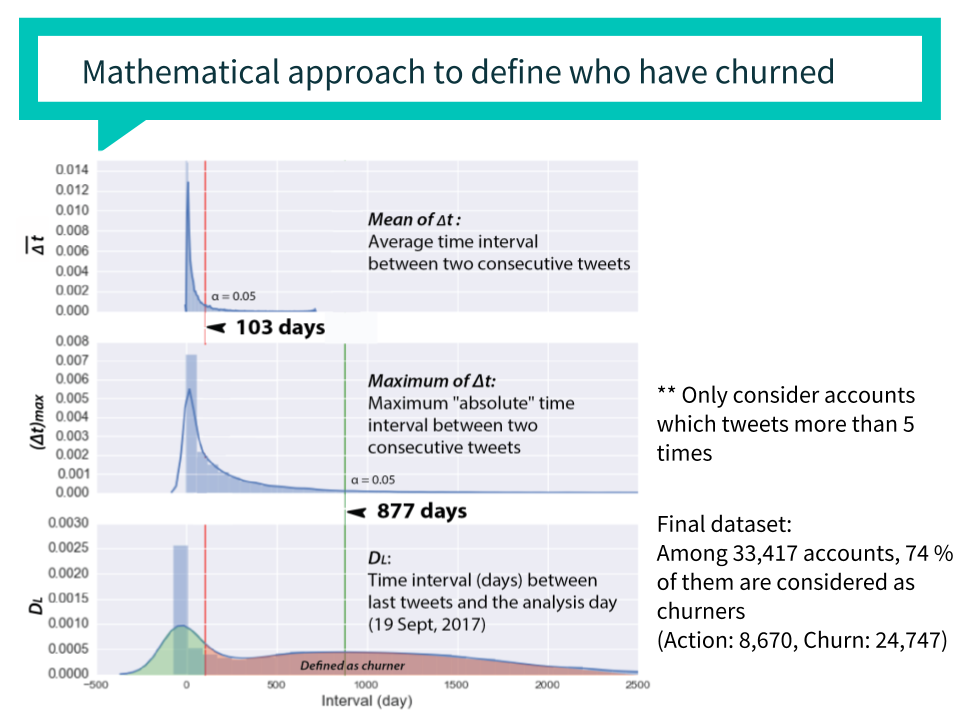 Mathematical approach to define who have churned
0.014
0.012
0.010
0.008
0.006
0.004
0.002
0.000
Δt
Mean of Δt :
Average time interval
between two consecutive tweets
α = 0.05
103 days
0.008
0.007
0.006
0.005
0.004
0.003
0.002
0.001
0.000
(Δt)max
Maximum of Δt:
Maximum "absolute" time
interval between two
consecutive tweets
α = 0.05
877 days
0.0030
0.0025
0.0020
0.0015
0.0010
0.0005
0.0000
DL
DL:
Time interval (days) between
last tweets and the analysis day
(19 Sept, 2017)
Defined as churner
−500 0 500 1000 1500 2000 2500
Interval (day)
** Only consider accounts
which tweets more than 5
times
Final dataset:
Among 33,417 accounts, 74 %
of them are considered as
churners
(Action: 8,670, Churn: 24,747)